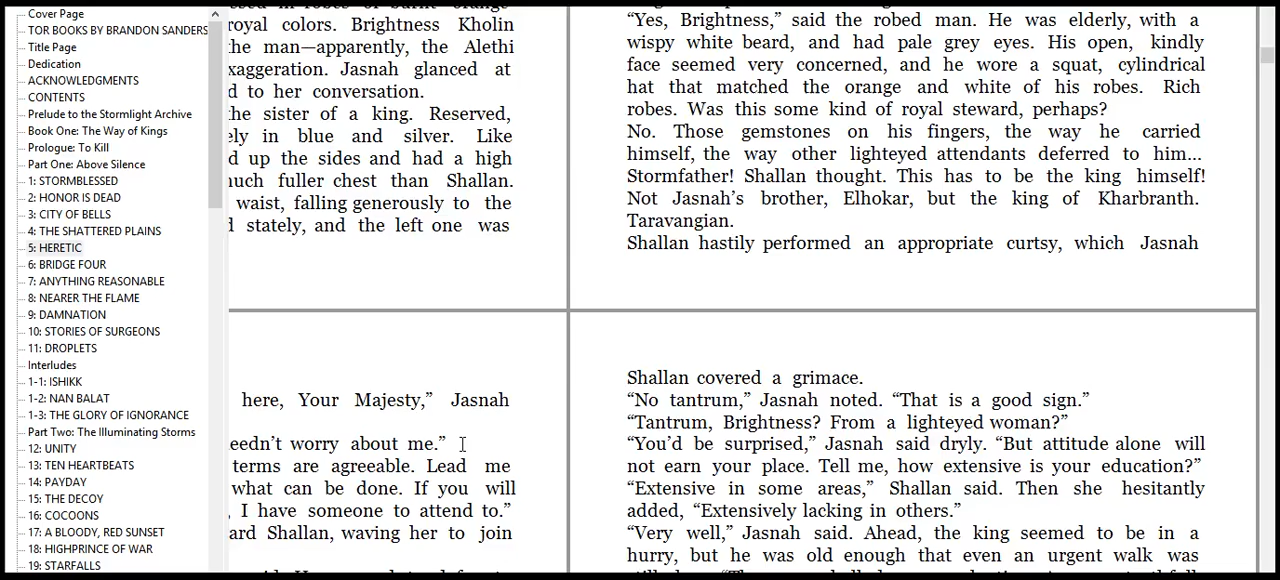 Cover Page
TOR BOOKS BY BRANDON SANDERS
Title Page
Dedication
ACKNOWLEDGMENTS
CONTENTS
Prelude to the Stormlight Archive
Book One: The Way of Kings
Prologue: To Kill
Part One: Above Silence
1: STORMBLESSED
2: HONOR IS DEAD
3: CITY OF BELLS
4: THE SHATTERED PLAINS
5: HERETIC
6: BRIDGE FOUR
7: ANYTHING REASONABLE
8: NEARER THE FLAME
9: DAMNATION
10: STORIES OF SURGEONS
11: DROPLETS
Interludes
1-1: ISHIKK
1-2: NAN BALAT
1-3: THE GLORY OF IGNORANCE
Part Two: The Illuminating Storms
12: UNITY
13: TEN HEARTBEATS
14: PAYDAY
15: THE DECOY
16: COCOONS
17: A BLOODY, RED SUNSET
18: HIGHPRINCE OF WAR
19: STARFALLS
royal colors. Brightness Kholin
the man—apparently, the Alethi
xaggeration. Jasnah glanced at
d to her conversation.
the sister of a king. Reserved,
ely in blue and silver. Like
d up the sides and had a high
uch fuller chest than Shallan.
waist, falling generously to the
d stately, and the left one was
“Yes, Brightness,” said the robed man. He was elderly, with a
wispy white beard, and had pale grey eyes. His open, kindly
face seemed very concerned, and he wore a squat, cylindrical
hat that matched the orange and white of his robes. Rich
robes. Was this some kind of royal steward, perhaps?
No. Those gemstones on his fingers, the way he carried
himself, the way other lighteyed attendants deferred to him…
Stormfather! Shallan thought. This has to be the king himself!
Not Jasnah’s brother, Elhokar, but the king of Kharbranth.
Taravangian.
Shallan hastily performed an appropriate curtsy, which Jasnah
here, Your Majesty,” Jasnah
eedn’t worry about me.”
terms are agreeable. Lead me
what can be done. If you will
, I have someone to attend to.”
ard Shallan, waving her to join
Shallan covered a grimace.
“No tantrum,” Jasnah noted. “That is a good sign.”
“Tantrum, Brightness? From a lighteyed woman?”
“You’d be surprised,” Jasnah said dryly. “But attitude alone will
not earn your place. Tell me, how extensive is your education?”
“Extensive in some areas,” Shallan said. Then she hesitantly
added, “Extensively lacking in others.”
“Very well,” Jasnah said. Ahead, the king seemed to be in a
hurry, but he was old enough that even an urgent walk was